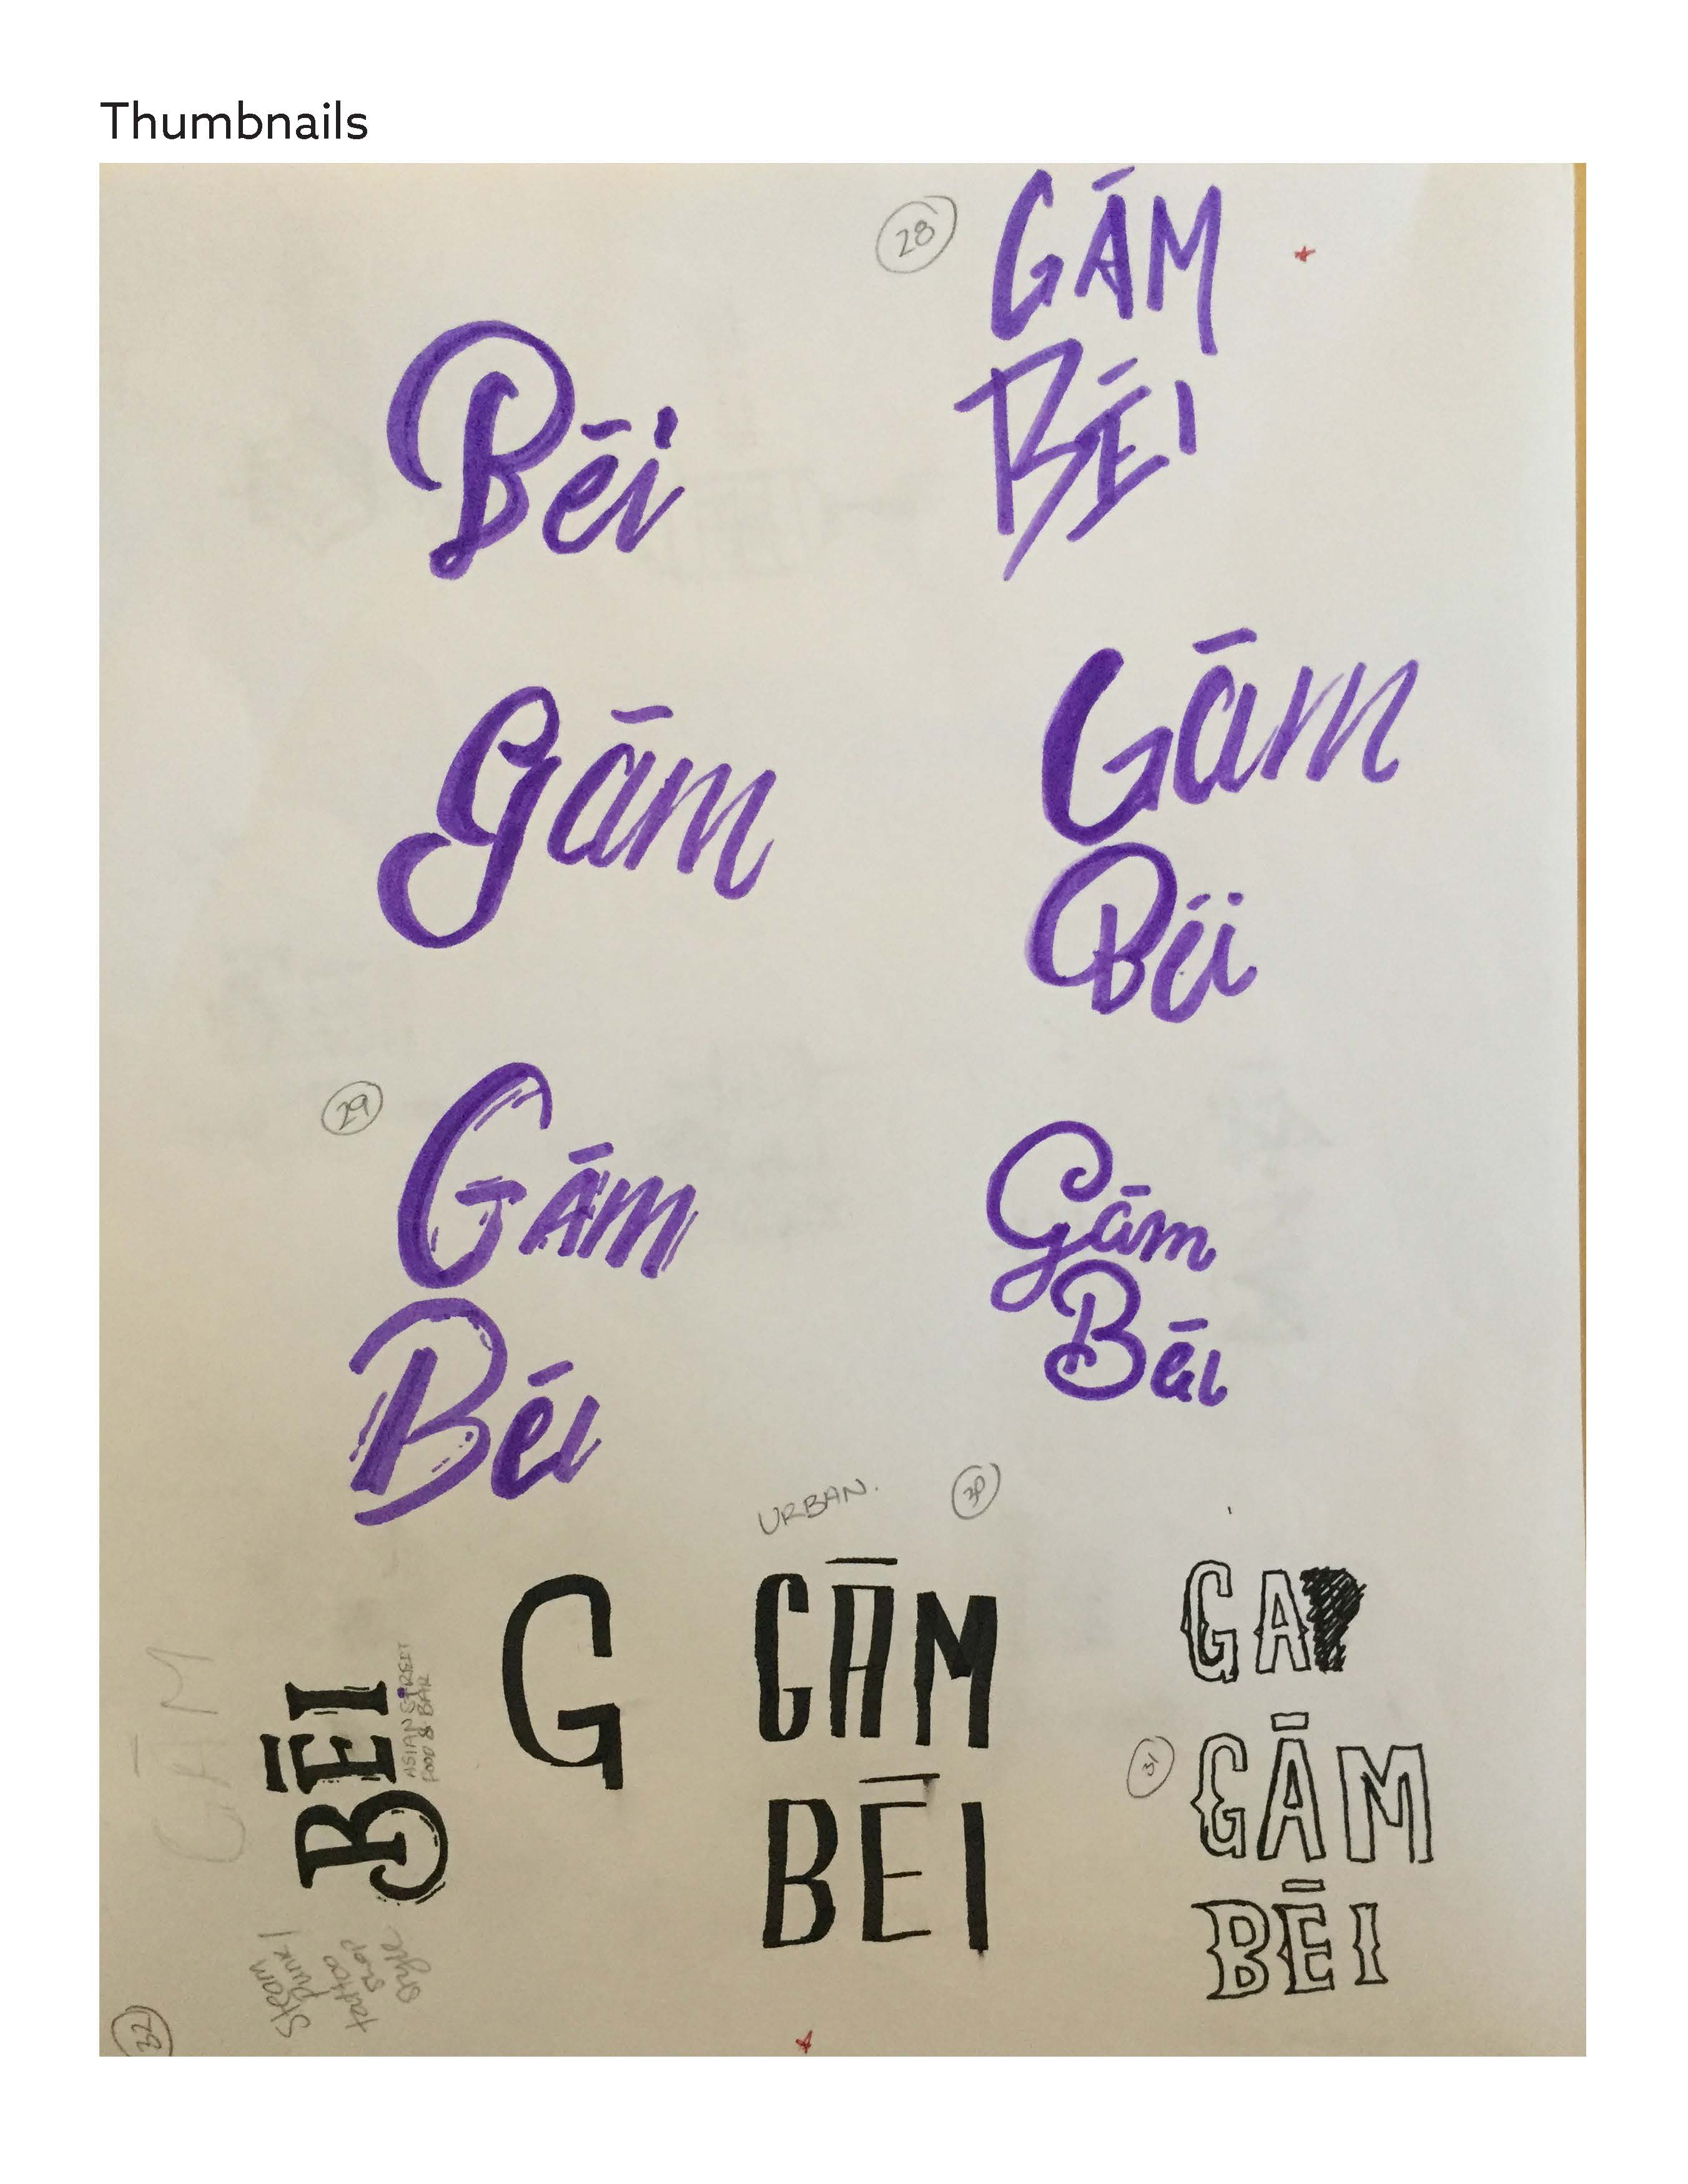 Thumbnails
28
GĀM
BĒI
Bēi
Gām
Bēi
gām
29
Gām
Bēi
Gām
Bēi
URBAN.
30
G
GĀM
BĒI
GA
31
GĀM
BĒI
GĀM
BĒI
ASIAN STREET
FOOD & BAR
Steam
punk/
tattoo
shop
style
32